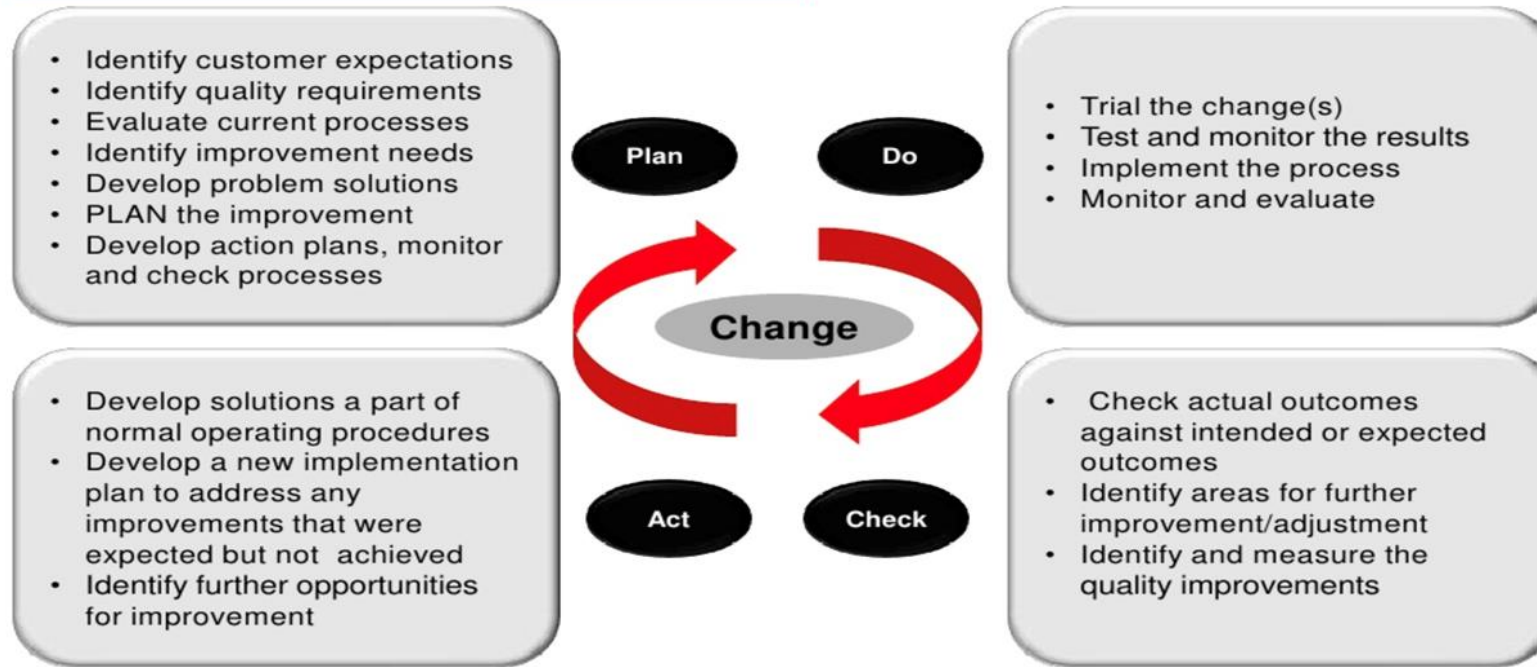 • Identify customer expectations
• Identify quality requirements
• Evaluate current processes
• Identify improvement needs
• Develop problem solutions
• PLAN the improvement
• Develop action plans, monitor
and check processes
Plan
Do
• Trial the change(s)
• Test and monitor the results
• Implement the process
• Monitor and evaluate
Change
• Develop solutions a part of
normal operating procedures
• Develop a new implementation
plan to address any
improvements that were
expected but not achieved
• Identify further opportunities
for improvement
Act
Check
• Check actual outcomes
against intended or expected
outcomes
• Identify areas for further
improvement/adjustment
• Identify and measure the
quality improvements